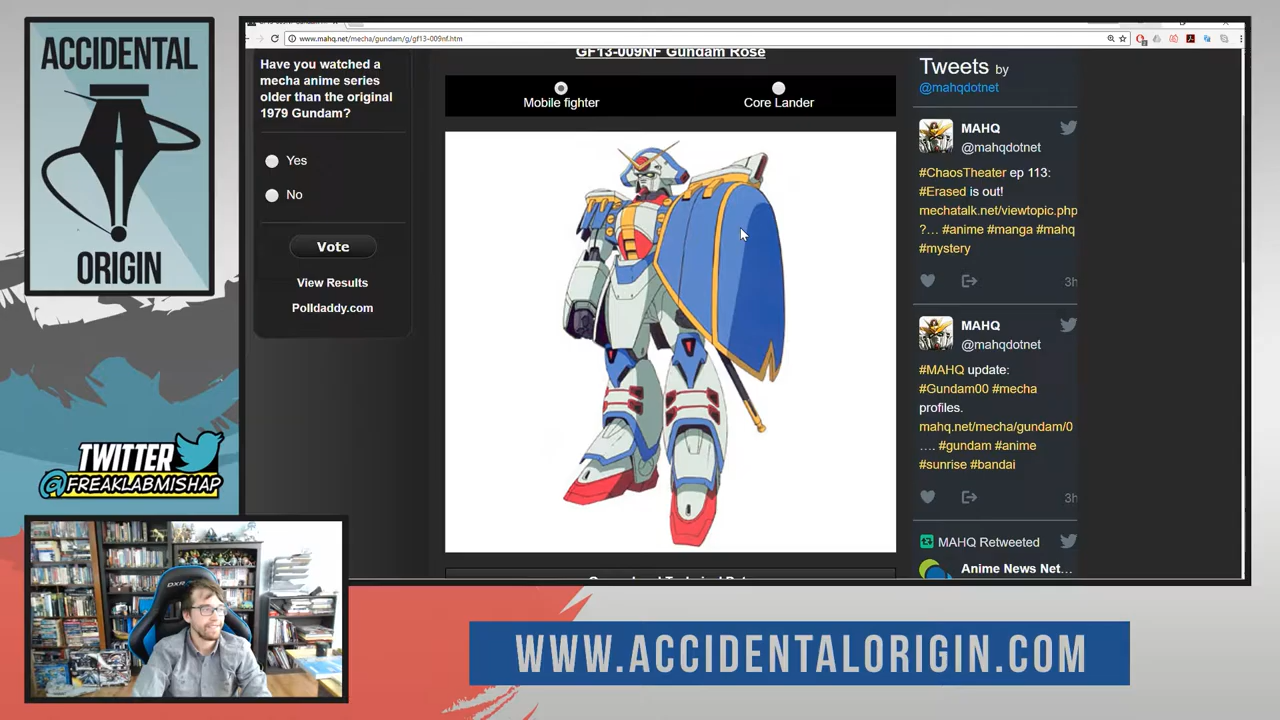 ACCIDENTAL
ORIGIN
TWITTER
@FREAKLABMISHAP
www.mahq.net/mecha/gundam/g/gf13-009nf.htm
Have you watched a
mecha anime series
older than the original
1979 Gundam?
Yes
No
Vote
View Results
Polldaddy.com
GF13-009NF Gundam Rose
Mobile fighter
Core Lander
Tweets by
@mahqdotnet
MAHQ
@mahqdotnet
#ChaosTheater ep 113:
#Erased is out!
mechatalk.net/viewtopic.php
?… #anime #manga #mahq
#mystery
3h
MAHQ
@mahqdotnet
#MAHQ update:
#Gundam00 #mecha
profiles.
mahq.net/mecha/gundam/0
…. #gundam #anime
#sunrise #bandai
3h
MAHQ Retweeted
Anime News Net…
DXR
WWW.ACCIDENTALORIGIN.COM